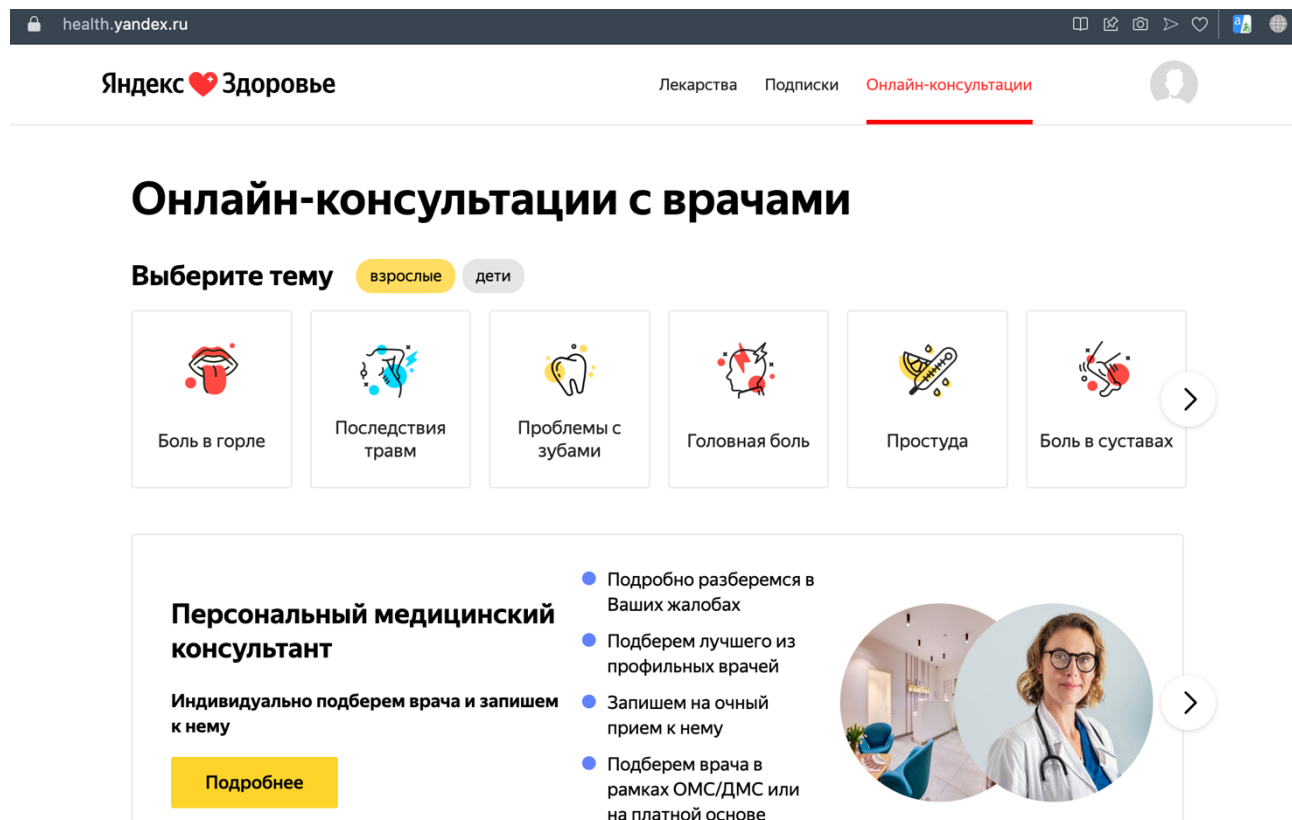 health.yandex.ru
Яндекс Здоровье
Лекарства
Подписки
Онлайн-консультации
Онлайн-консультации с врачами
Выберите тему
взрослые
дети
Боль в горле
Последствия
травм
Проблемы с
зубами
Головная боль
Простуда
Боль в суставах
Персональный медицинский
консультант
Индивидуально подберем врача и запишем
к нему
Подробнее
Подробно разберемся в
Ваших жалобах
Подберем лучшего из
профильных врачей
Запишем на очный
прием к нему
Подберем врача в
рамках ОМС/ДМС или
на платной основе